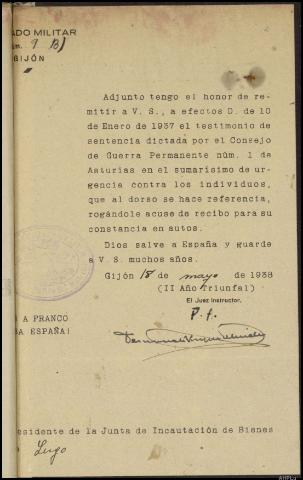 ADO MILITAR
m. 9 B)
GIJÓN
Adjunto tengo el honor de re-
mitir a V. S., a efectos D. de 10
de Enero de 1937 el testimonio de
sentencia dictada por el Consejo
de Guerra Permanente núm. 1 de
Asturias en el sumarísimo de ur-
gencia contra los individuos,
que al dorso se hace referencia,
rogándole acuse de recibo para su
constancia en autos.
Dios salve a España y guarde
a V. S. muchos años.
Gijón 18 de mayo de 1938
(II Año Triunfal)
El Juez Instructor,
P. I.
A FRANCO
BA ESPAÑA!
esidente de la Junta de Incautación de Bienes
Lugo
AHPLu